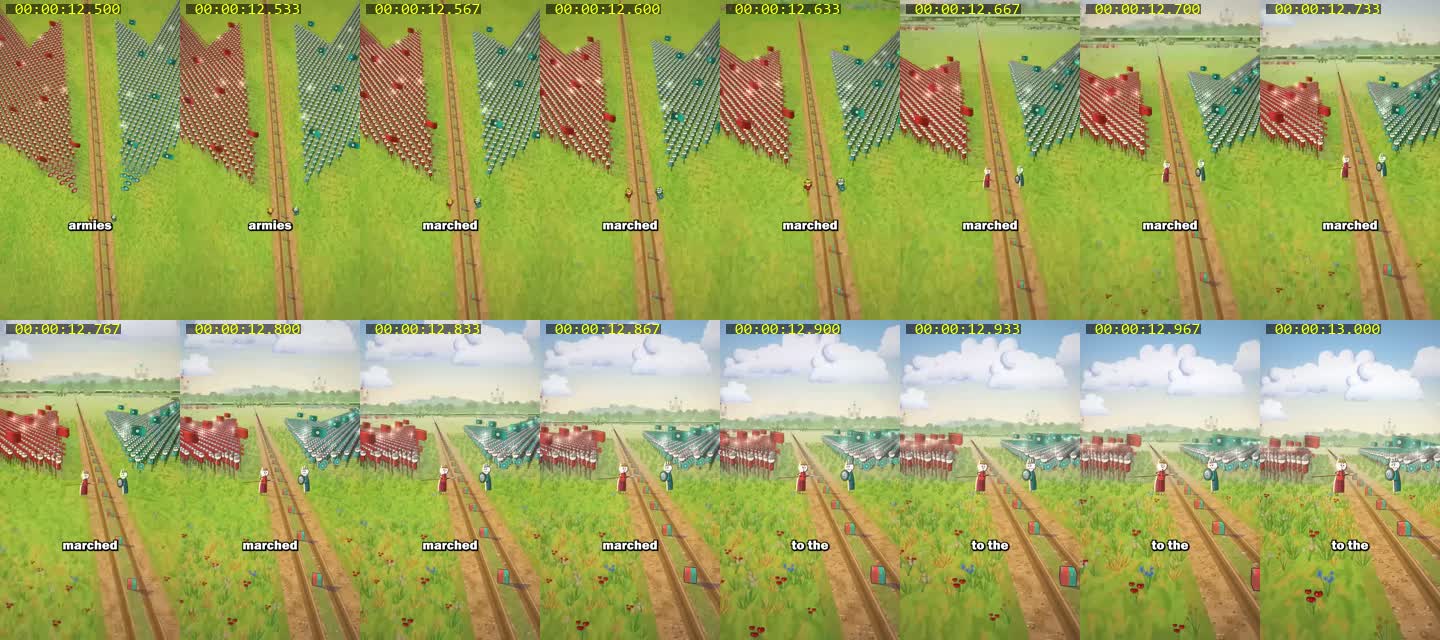 00:00:12.500 00:00:12.533 00:00:12.567 00:00:12.600 00:00:12.633 00:00:12.667 00:00:12.700 00:00:12.733
armies armies marched marched marched marched marched marched
00:00:12.767 00:00:12.800 00:00:12.833 00:00:12.867 00:00:12.900 00:00:12.933 00:00:12.967 00:00:13.000
marched marched marched marched to the to the to the to the